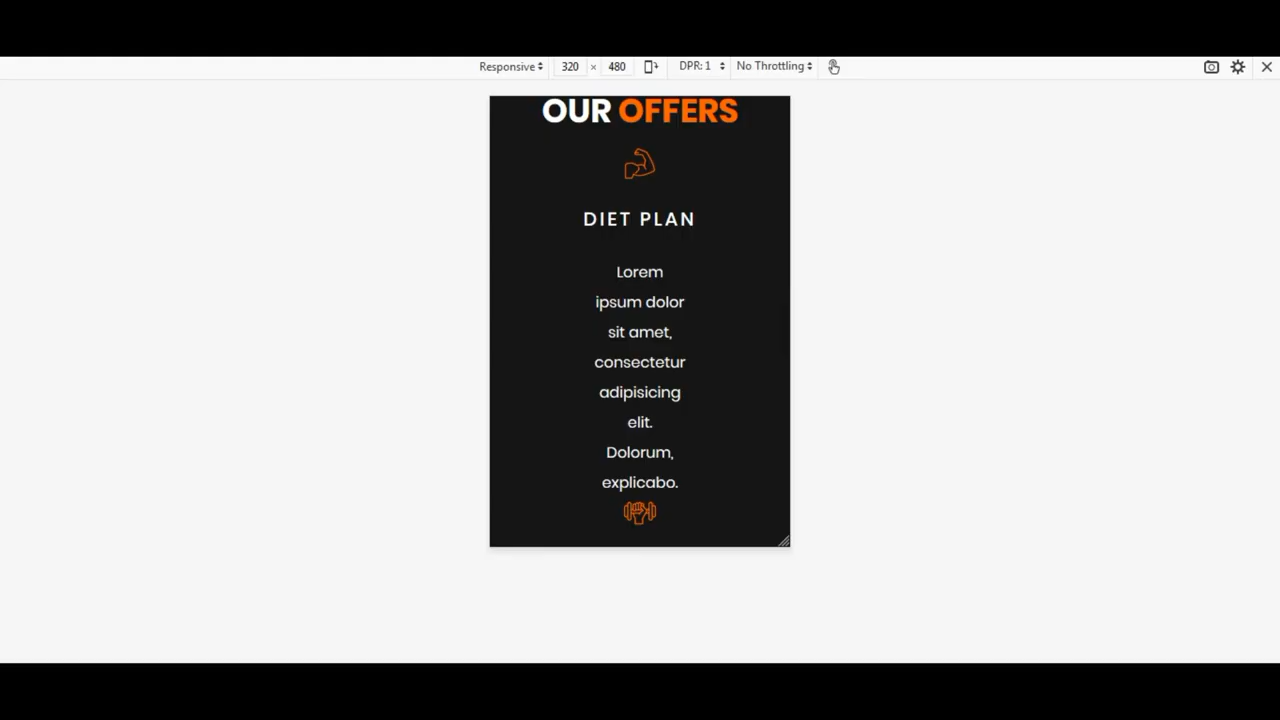 Responsive 320 × 480 DPR: 1 No Throttling
OUR OFFERS
DIET PLAN
Lorem
ipsum dolor
sit amet,
consectetur
adipisicing
elit.
Dolorum,
explicabo.